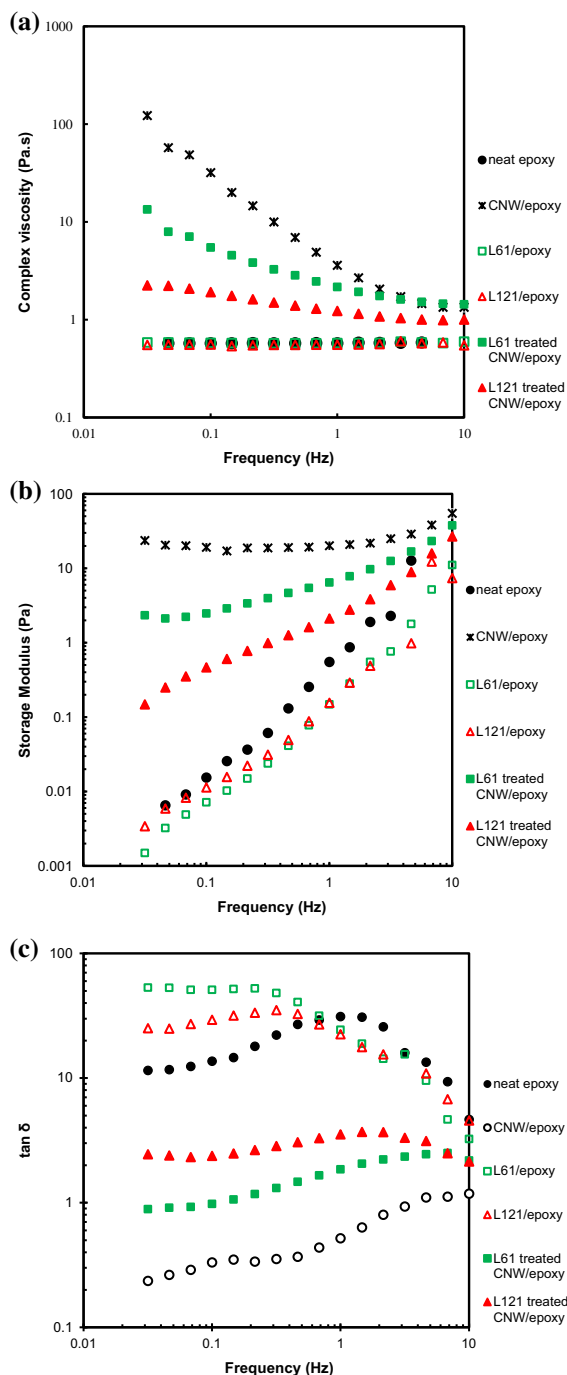 (a)
1000
100
10
1
0.1
0.01
0.1
1
10
Complex viscosity (Pa.s)
Frequency (Hz)
neat epoxy
CNW/epoxy
L61/epoxy
L121/epoxy
L61 treated
CNW/epoxy
L121 treated
CNW/epoxy
(b)
100
10
1
0.1
0.01
0.001
0.01
0.1
1
10
Storage Modulus (Pa)
Frequency (Hz)
neat epoxy
CNW/epoxy
L61/epoxy
L121/epoxy
L61 treated
CNW/epoxy
L121 treated
CNW/epoxy
(c)
100
10
1
0.1
0.01
0.1
1
10
tan δ
Frequency (Hz)
neat epoxy
CNW/epoxy
L61/epoxy
L121/epoxy
L61 treated
CNW/epoxy
L121 treated
CNW/epoxy